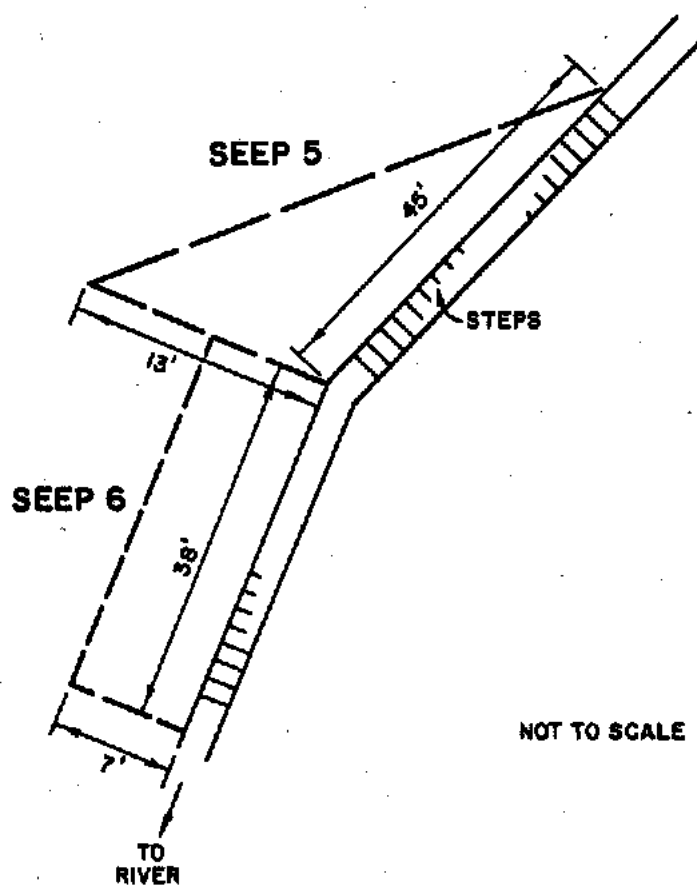 SEEP 5
45'
STEPS
13'
SEEP 6
38'
NOT TO SCALE
7'
TO
RIVER